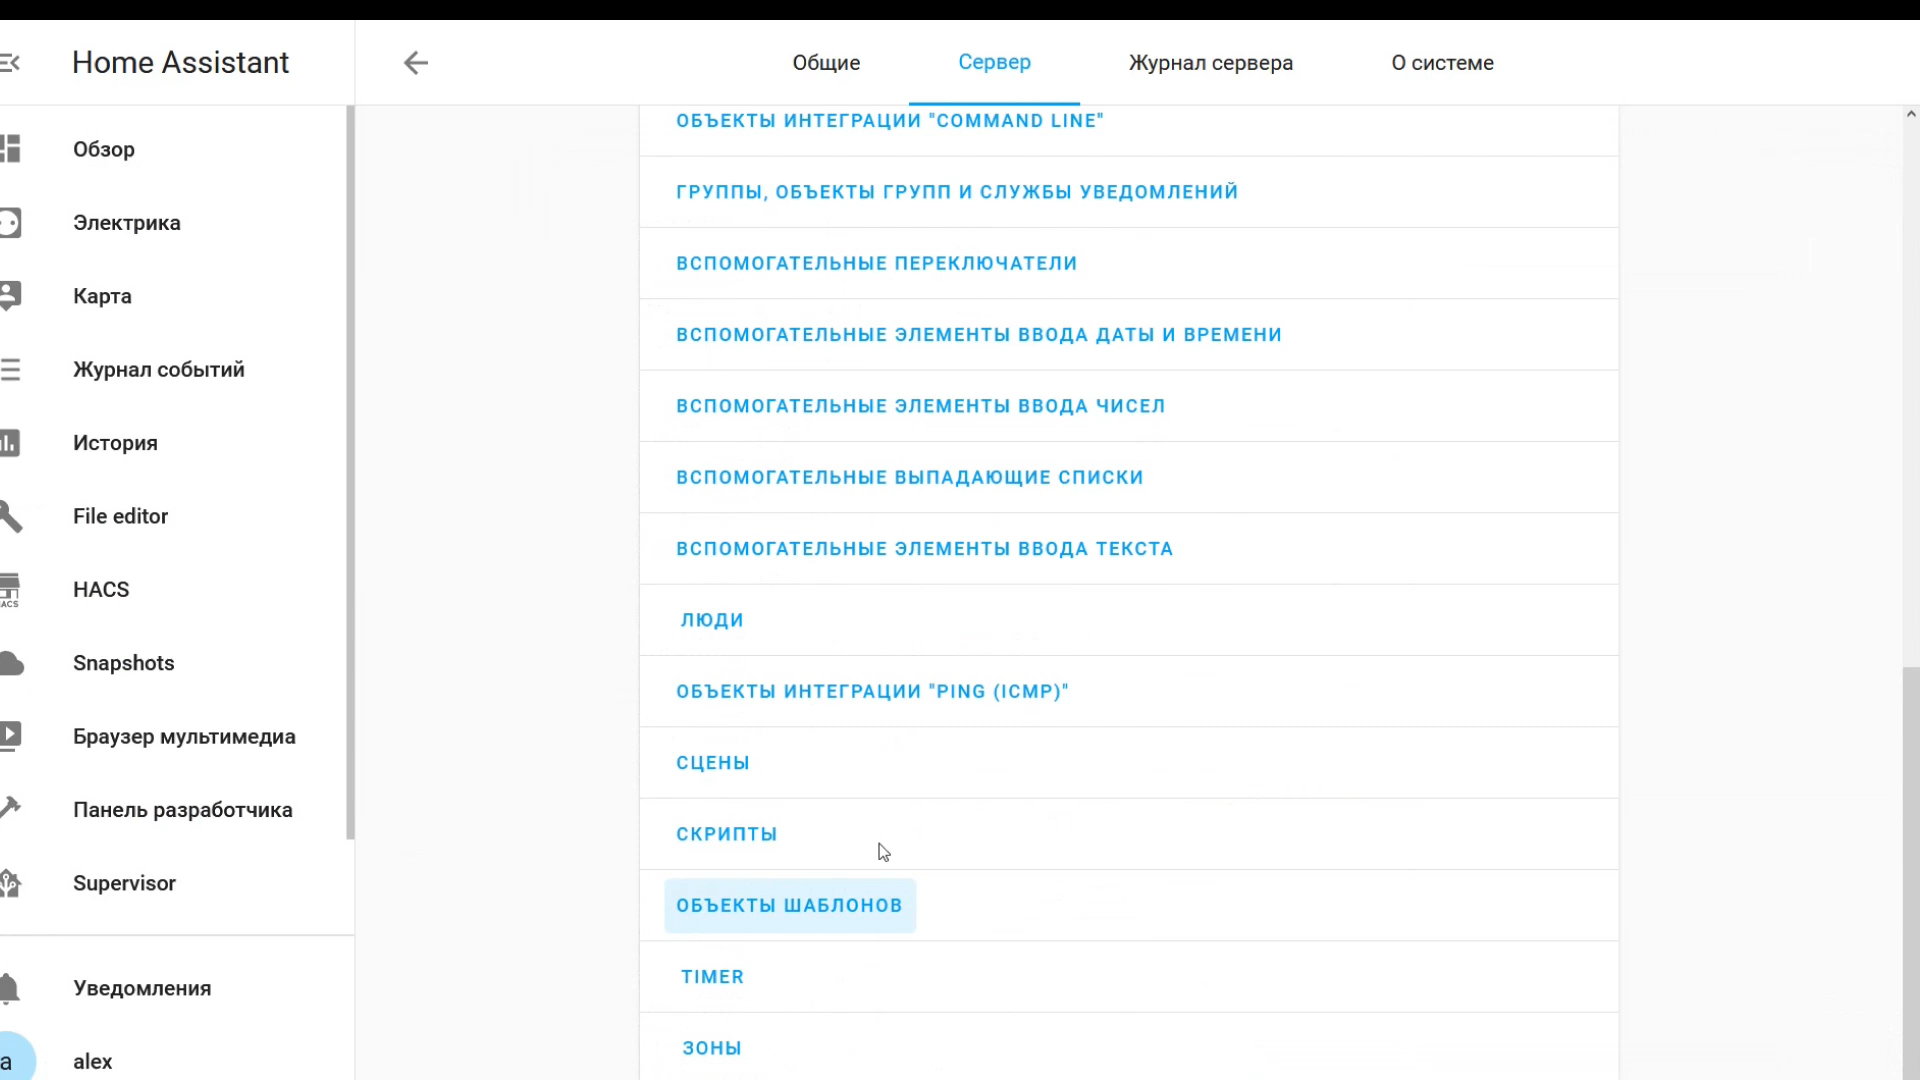 Home Assistant
Общие
Сервер
Журнал сервера
О системе
Обзор
Электрика
Карта
Журнал событий
История
File editor
HACS
HACS
Snapshots
Браузер мультимедиа
Панель разработчика
Supervisor
Уведомления
a
alex
ОБЪЕКТЫ ИНТЕГРАЦИИ "COMMAND LINE"
ГРУППЫ, ОБЪЕКТЫ ГРУПП И СЛУЖБЫ УВЕДОМЛЕНИЙ
ВСПОМОГАТЕЛЬНЫЕ ПЕРЕКЛЮЧАТЕЛИ
ВСПОМОГАТЕЛЬНЫЕ ЭЛЕМЕНТЫ ВВОДА ДАТЫ И ВРЕМЕНИ
ВСПОМОГАТЕЛЬНЫЕ ЭЛЕМЕНТЫ ВВОДА ЧИСЕЛ
ВСПОМОГАТЕЛЬНЫЕ ВЫПАДАЮЩИЕ СПИСКИ
ВСПОМОГАТЕЛЬНЫЕ ЭЛЕМЕНТЫ ВВОДА ТЕКСТА
ЛЮДИ
ОБЪЕКТЫ ИНТЕГРАЦИИ "PING (ICMP)"
СЦЕНЫ
СКРИПТЫ
ОБЪЕКТЫ ШАБЛОНОВ
TIMER
ЗОНЫ